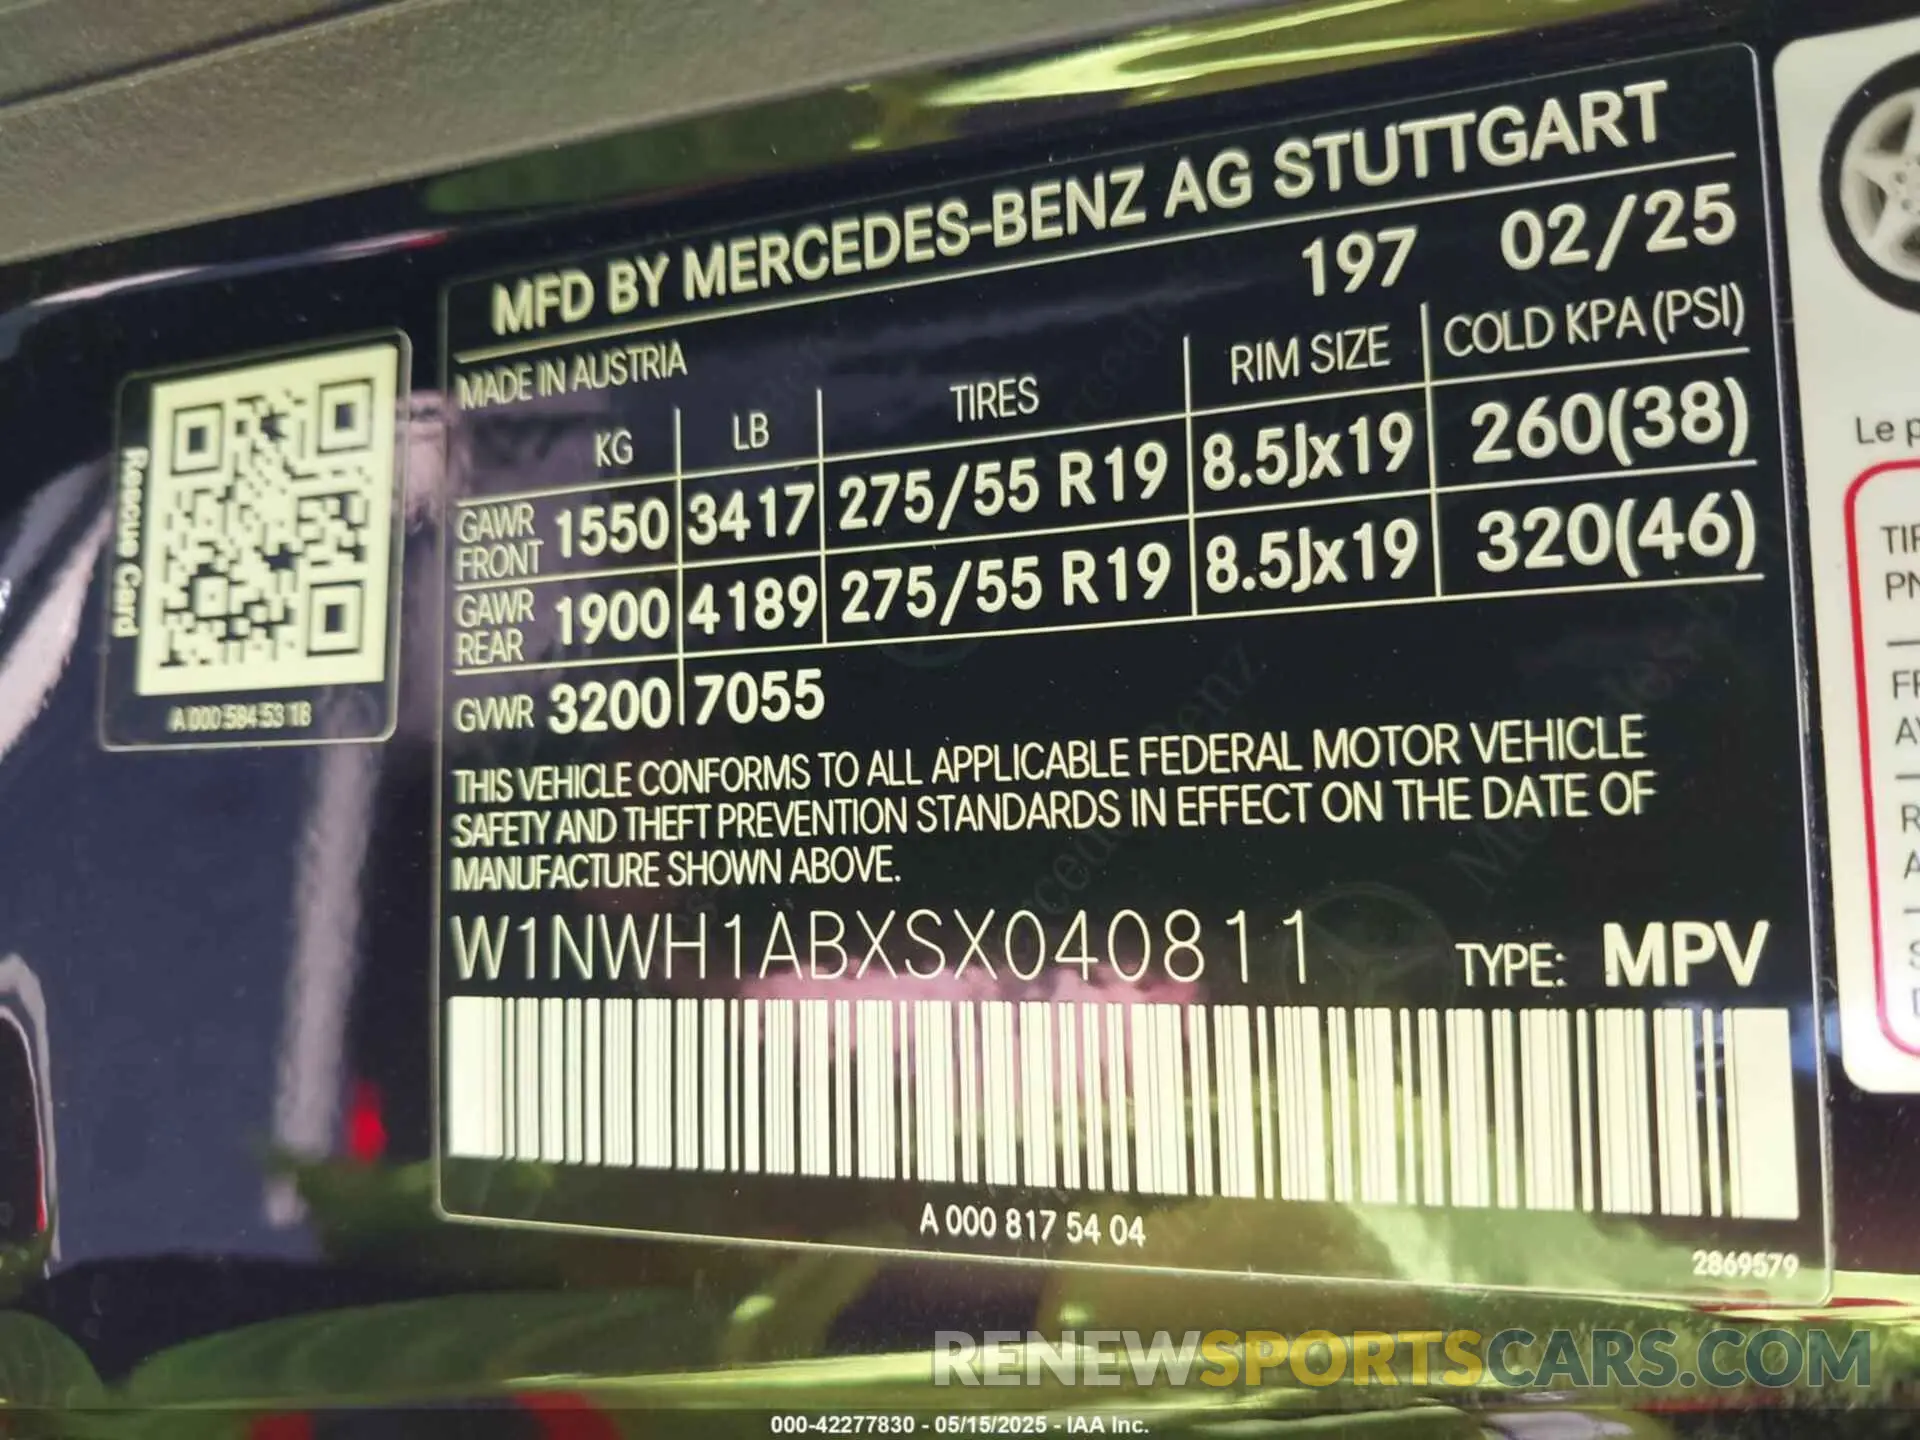 MFD BY MERCEDES-BENZ AG STUTTGART
MADE IN AUSTRIA 197 02/25
KG LB TIRES RIM SIZE COLD KPA (PSI)
GAWR FRONT 1550 3417 275/55 R19 8.5Jx19 260(38)
GAWR REAR 1900 4189 275/55 R19 8.5Jx19 320(46)
GVWR 3200 7055
THIS VEHICLE CONFORMS TO ALL APPLICABLE FEDERAL MOTOR VEHICLE
SAFETY AND THEFT PREVENTION STANDARDS IN EFFECT ON THE DATE OF
MANUFACTURE SHOWN ABOVE.
W1NWH1ABXSX040811 TYPE: MPV
A 000 817 54 04
2869579
Rescue Card
A 000 584 53 18
Le
RENEWSPORTSCARS.COM
000-42277830 - 05/15/2025 - IAA Inc.